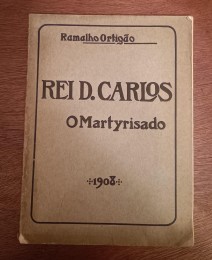 Ramalho Ortigão
REI D. CARLOS
O Martyrisado
1908